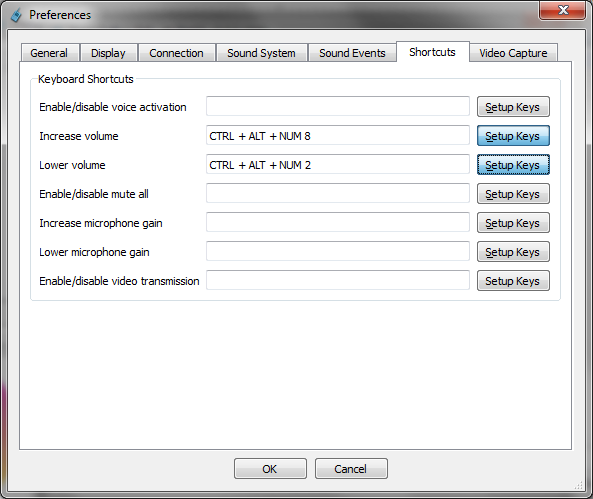 Preferences
General Display Connection Sound System Sound Events Shortcuts Video Capture
Keyboard Shortcuts
Enable/disable voice activation Setup Keys
Increase volume CTRL + ALT + NUM 8 Setup Keys
Lower volume CTRL + ALT + NUM 2 Setup Keys
Enable/disable mute all Setup Keys
Increase microphone gain Setup Keys
Lower microphone gain Setup Keys
Enable/disable video transmission Setup Keys
OK Cancel